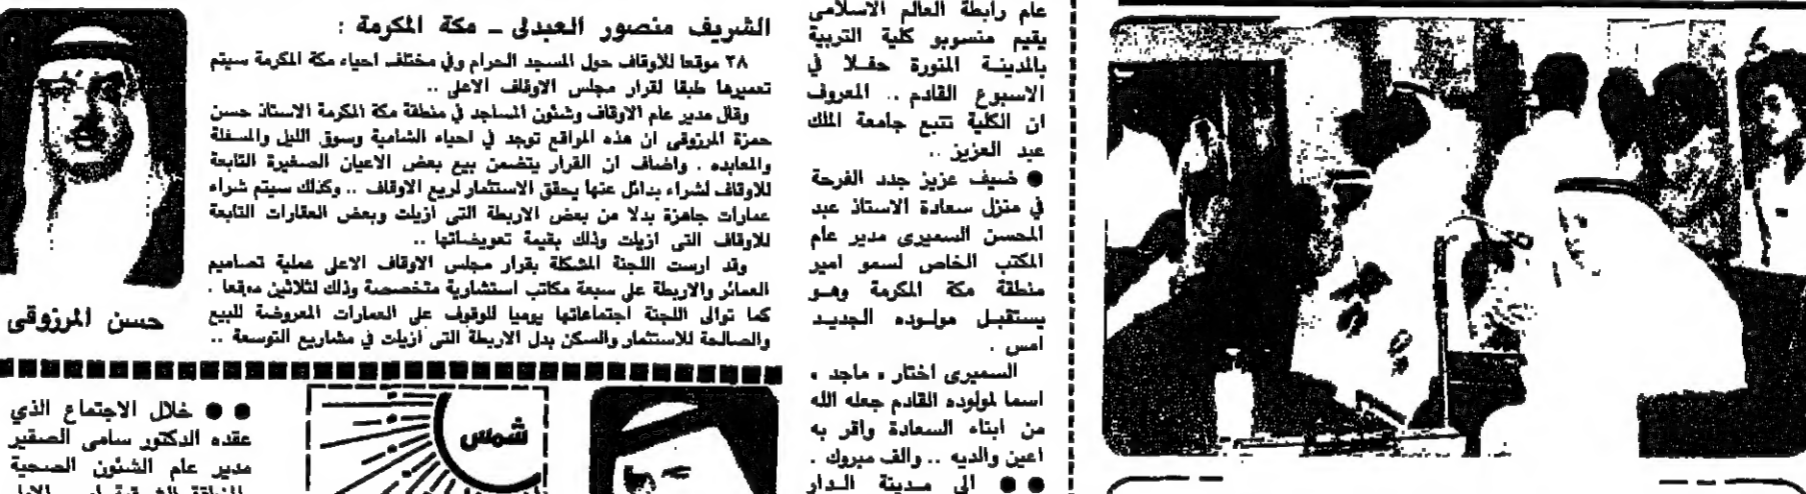 عام رابطة العالم الاسلامى
يقيم منسوبو كلية التربية
بالمدينة المنورة حفلا في
الاسبوع القادم .. المعروف
ان الكلية تتبع جامعة الملك
عبد العزيز ..
● ضيف عزيز جدد الفرحة
في منزل سعادة الاستاذ عبد
المحسن السميرى مدير عام
المكتب الخاص لسمو امير
منطقة مكة المكرمة وهو
يستقبل مولوده الجديد
امس .
السميرى اختار « ماجد »
اسما لمولوده القادم جعله الله
من ابناء السعادة واقر به
اعين والديه .. والف مبروك .
● ● الى مدينة الدار
الشريف منصور العبدلى ـ مكة المكرمة :
٢٨ موقعا للاوقاف حول المسجد الحرام وفي مختلف احياء مكة المكرمة سيتم
تعميرها طبقا لقرار مجلس الاوقاف الاعلى ..
وقال مدير عام الاوقاف وشئون المساجد في منطقة مكة المكرمة الاستاذ حسن
حمزة المرزوقى ان هذه المواقع توجد في احياء الشامية وسوق الليل والمسفلة
والمعابده . واضاف ان القرار يتضمن بيع بعض الاعيان الصغيرة التابعة
للاوقاف لشراء بدائل عنها يحقق الاستثمار لريع الاوقاف .. وكذلك سيتم شراء
عمارات جاهزة بدلا من بعض الاربطة التى ازيلت وبعض العقارات التابعة
للاوقاف التى ازيلت وذلك بقيمة تعويضاتها ..
وقد ارست اللجنة المشكلة بقرار مجلس الاوقاف الاعلى عملية تصاميم
العمائر والاربطة على سبعة مكاتب استشارية متخصصة وذلك لثلاثين موقعا .
كما توالى اللجنة اجتماعاتها يوميا للوقوف على العمارات المعروضة للبيع
والصالحة للاستثمار والسكن بدل الاربطة التى ازيلت في مشاريع التوسعة ..
حسن المرزوقى
شمس
● ● خلال الاجتماع الذي
عقده الدكتور سامى الصقير
مدير عام الشئون الصحية